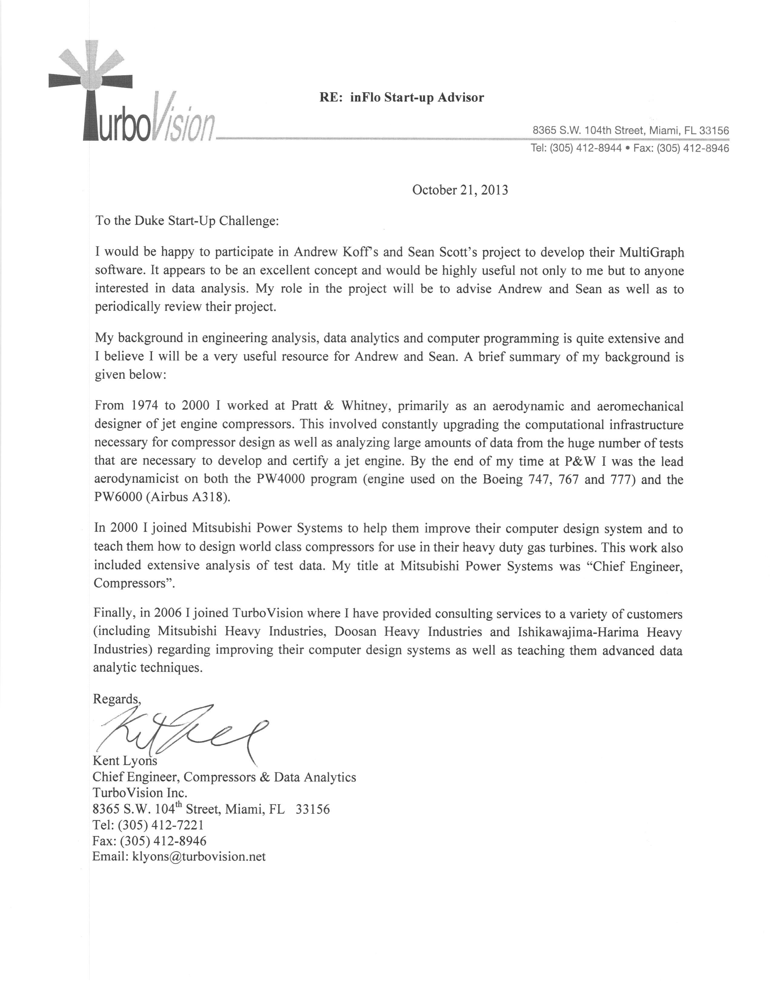 TurboVision
RE: inFlo Start-up Advisor
8365 S.W. 104th Street, Miami, FL 33156
Tel: (305) 412-8944 • Fax: (305) 412-8946
October 21, 2013
To the Duke Start-Up Challenge:
I would be happy to participate in Andrew Koff's and Sean Scott's project to develop their MultiGraph
software. It appears to be an excellent concept and would be highly useful not only to me but to anyone
interested in data analysis. My role in the project will be to advise Andrew and Sean as well as to
periodically review their project.
My background in engineering analysis, data analytics and computer programming is quite extensive and
I believe I will be a very useful resource for Andrew and Sean. A brief summary of my background is
given below:
From 1974 to 2000 I worked at Pratt & Whitney, primarily as an aerodynamic and aeromechanical
designer of jet engine compressors. This involved constantly upgrading the computational infrastructure
necessary for compressor design as well as analyzing large amounts of data from the huge number of tests
that are necessary to develop and certify a jet engine. By the end of my time at P&W I was the lead
aerodynamicist on both the PW4000 program (engine used on the Boeing 747, 767 and 777) and the
PW6000 (Airbus A318).
In 2000 I joined Mitsubishi Power Systems to help them improve their computer design system and to
teach them how to design world class compressors for use in their heavy duty gas turbines. This work also
included extensive analysis of test data. My title at Mitsubishi Power Systems was “Chief Engineer,
Compressors”.
Finally, in 2006 I joined TurboVision where I have provided consulting services to a variety of customers
(including Mitsubishi Heavy Industries, Doosan Heavy Industries and Ishikawajima-Harima Heavy
Industries) regarding improving their computer design systems as well as teaching them advanced data
analytic techniques.
Regards,
Kent Lyons
Chief Engineer, Compressors & Data Analytics
TurboVision Inc.
8365 S.W. 104th Street, Miami, FL 33156
Tel: (305) 412-7221
Fax: (305) 412-8946
Email: klyons@turbovision.net